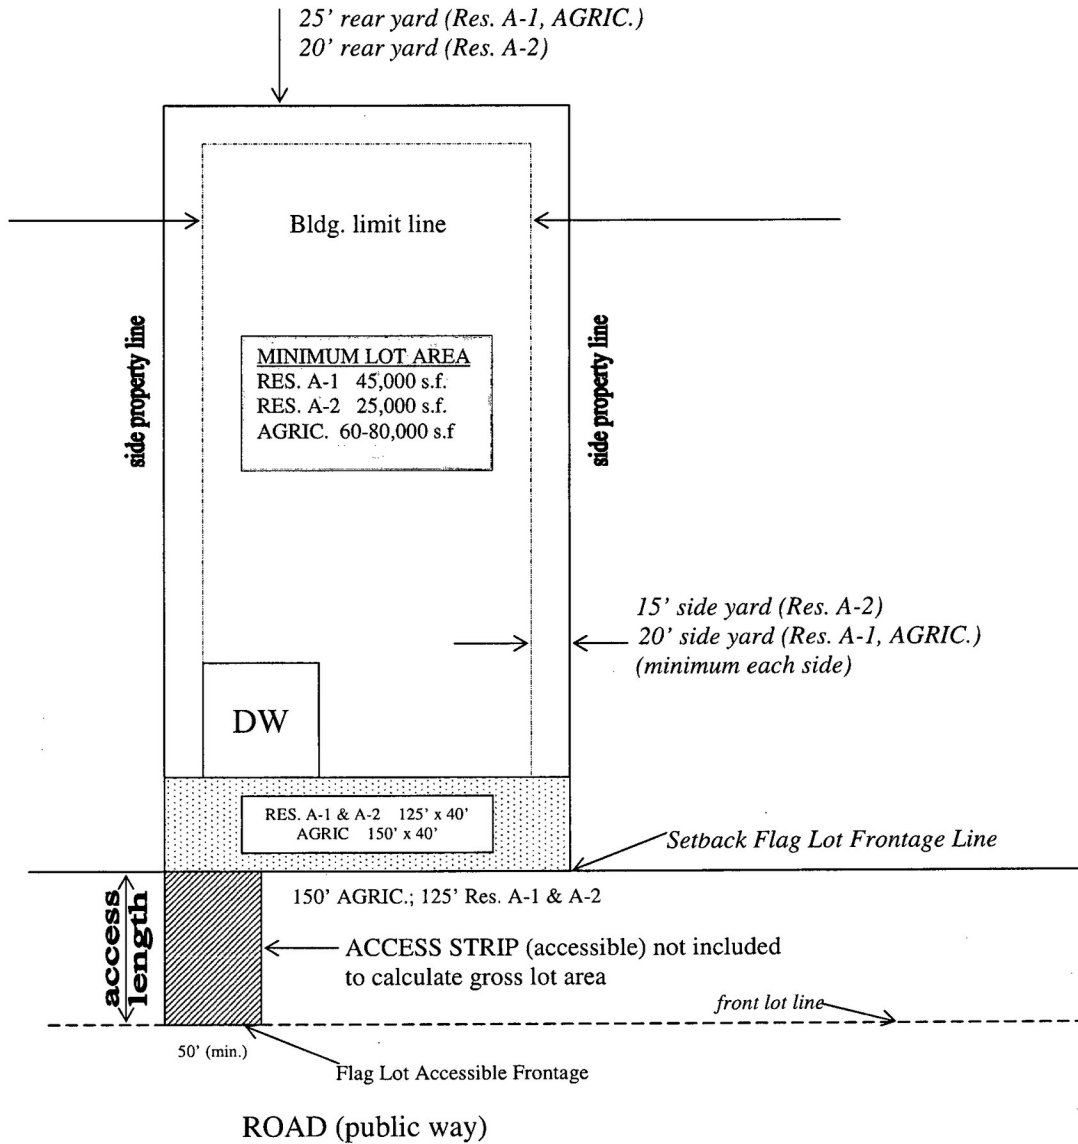 25' rear yard (Res. A-1, AGRIC.)
20' rear yard (Res. A-2)
Bldg. limit line
side property line
side property line
MINIMUM LOT AREA
RES. A-1 45,000 s.f.
RES. A-2 25,000 s.f.
AGRIC. 60-80,000 s.f
15' side yard (Res. A-2)
20' side yard (Res. A-1, AGRIC.)
(minimum each side)
DW
RES. A-1 & A-2 125' x 40'
AGRIC 150' x 40'
Setback Flag Lot Frontage Line
150' AGRIC.; 125' Res. A-1 & A-2
access
length
ACCESS STRIP (accessible) not included
to calculate gross lot area
front lot line
50' (min.)
Flag Lot Accessible Frontage
ROAD (public way)